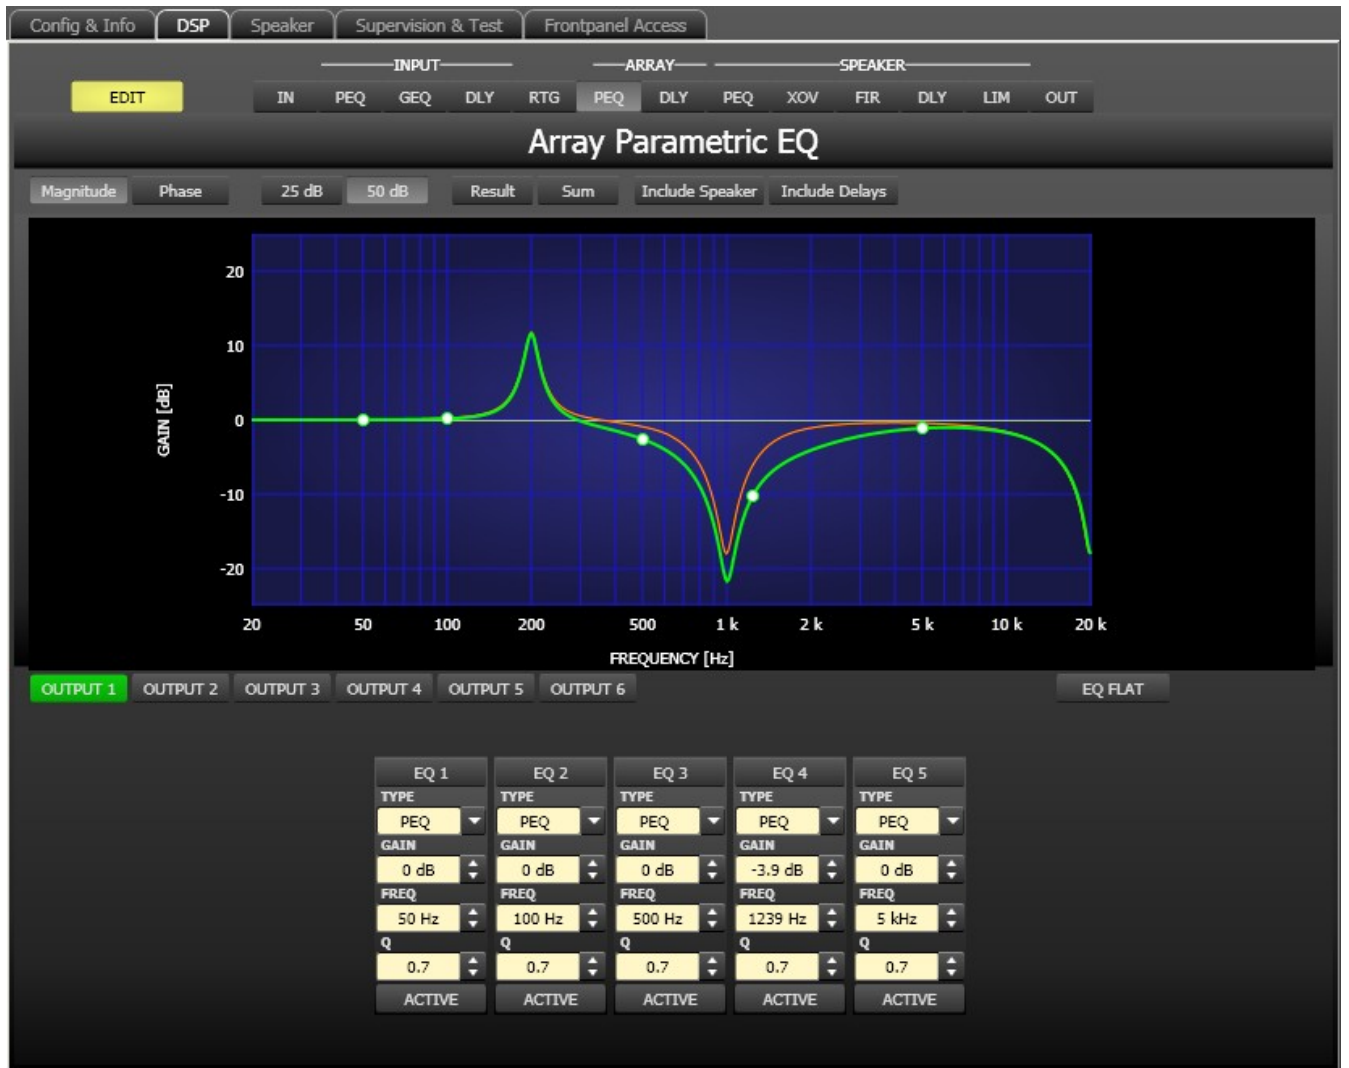 Config & Info DSP Speaker Supervision & Test Frontpanel Access
INPUT ARRAY SPEAKER
EDIT IN PEQ GEQ DLY RTG PEQ DLY PEQ XOV FIR DLY LIM OUT
Array Parametric EQ
Magnitude Phase 25 dB 50 dB Result Sum Include Speaker Include Delays
20
10
0
-10
-20
GAIN [dB]
20 50 100 200 500 1 k 2 k 5 k 10 k 20 k
FREQUENCY [Hz]
OUTPUT 1 OUTPUT 2 OUTPUT 3 OUTPUT 4 OUTPUT 5 OUTPUT 6 EQ FLAT
EQ 1 EQ 2 EQ 3 EQ 4 EQ 5
TYPE TYPE TYPE TYPE TYPE
PEQ PEQ PEQ PEQ PEQ
GAIN GAIN GAIN GAIN GAIN
0 dB 0 dB 0 dB -3.9 dB 0 dB
FREQ FREQ FREQ FREQ FREQ
50 Hz 100 Hz 500 Hz 1239 Hz 5 kHz
Q Q Q Q Q
0.7 0.7 0.7 0.7 0.7
ACTIVE ACTIVE ACTIVE ACTIVE ACTIVE